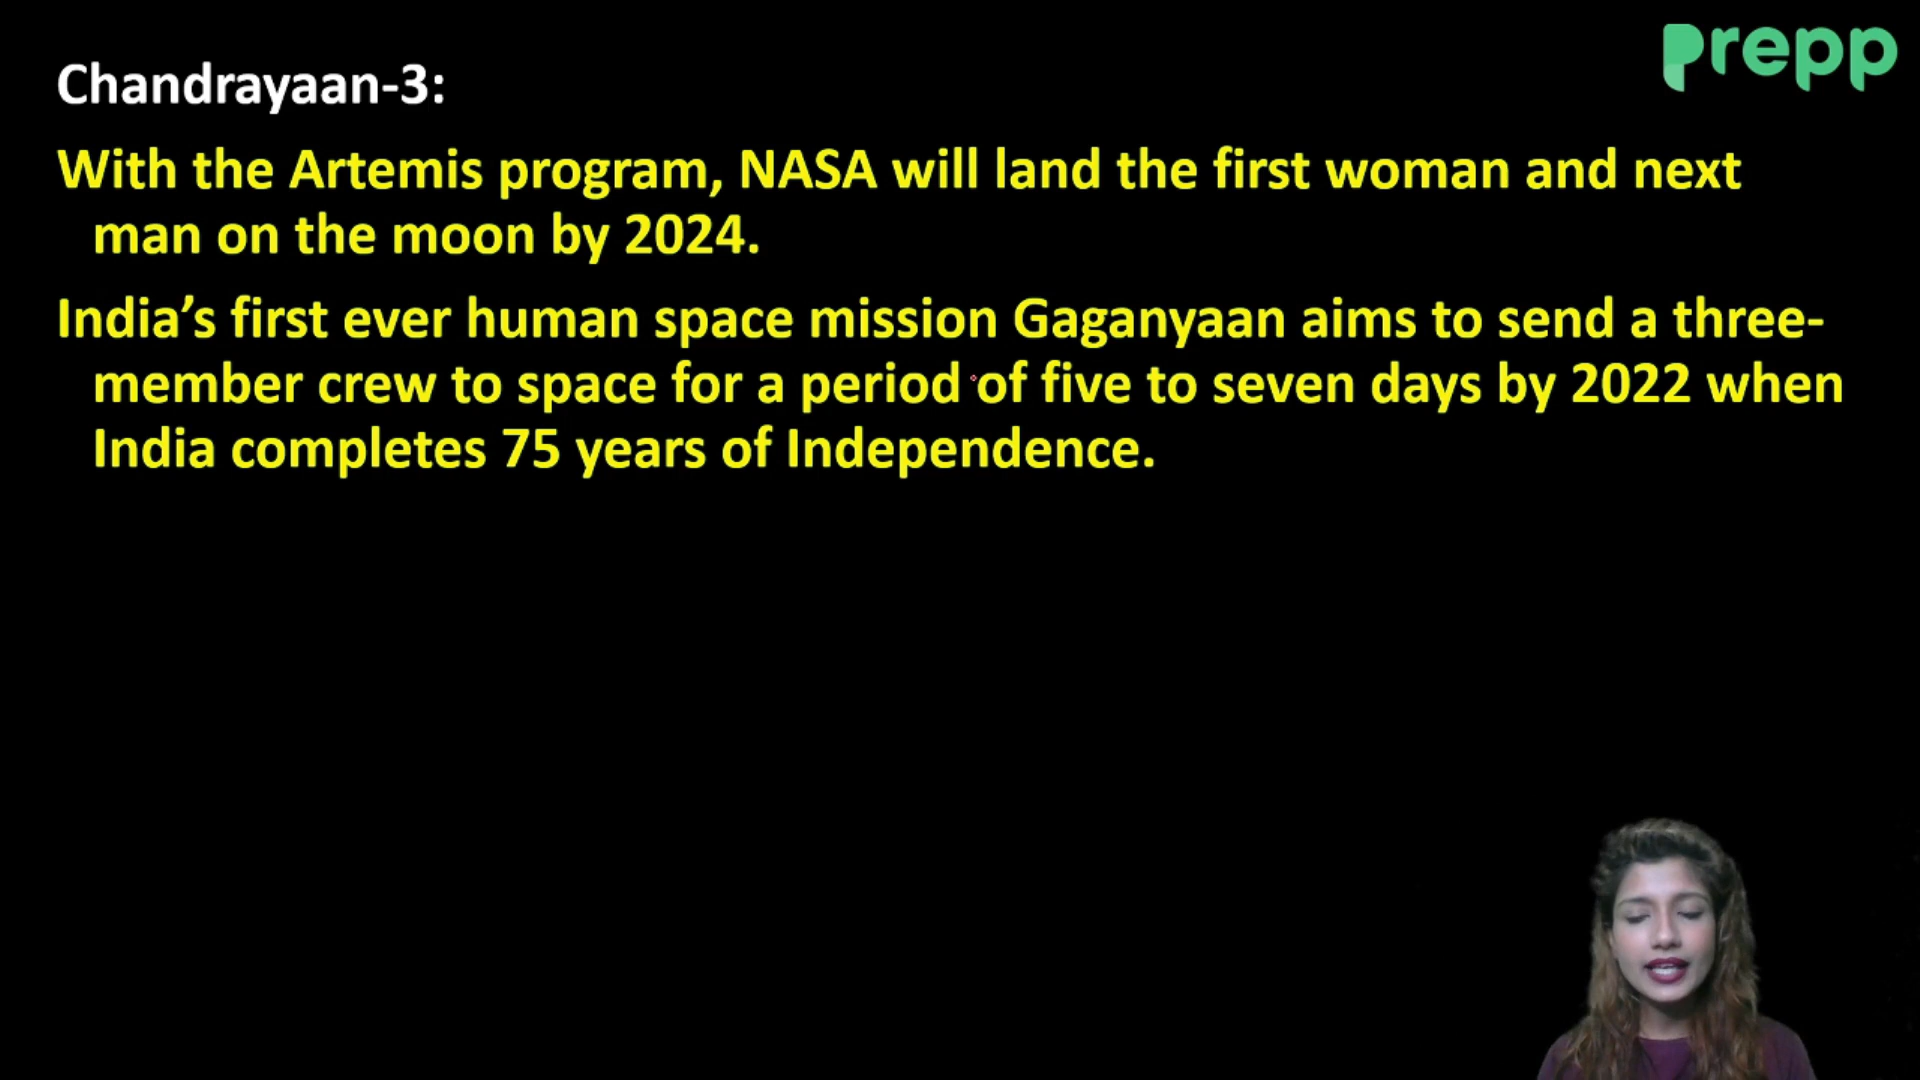 prepp
Chandrayaan-3:
With the Artemis program, NASA will land the first woman and next
man on the moon by 2024.
India’s first ever human space mission Gaganyaan aims to send a three-
member crew to space for a period of five to seven days by 2022 when
India completes 75 years of Independence.